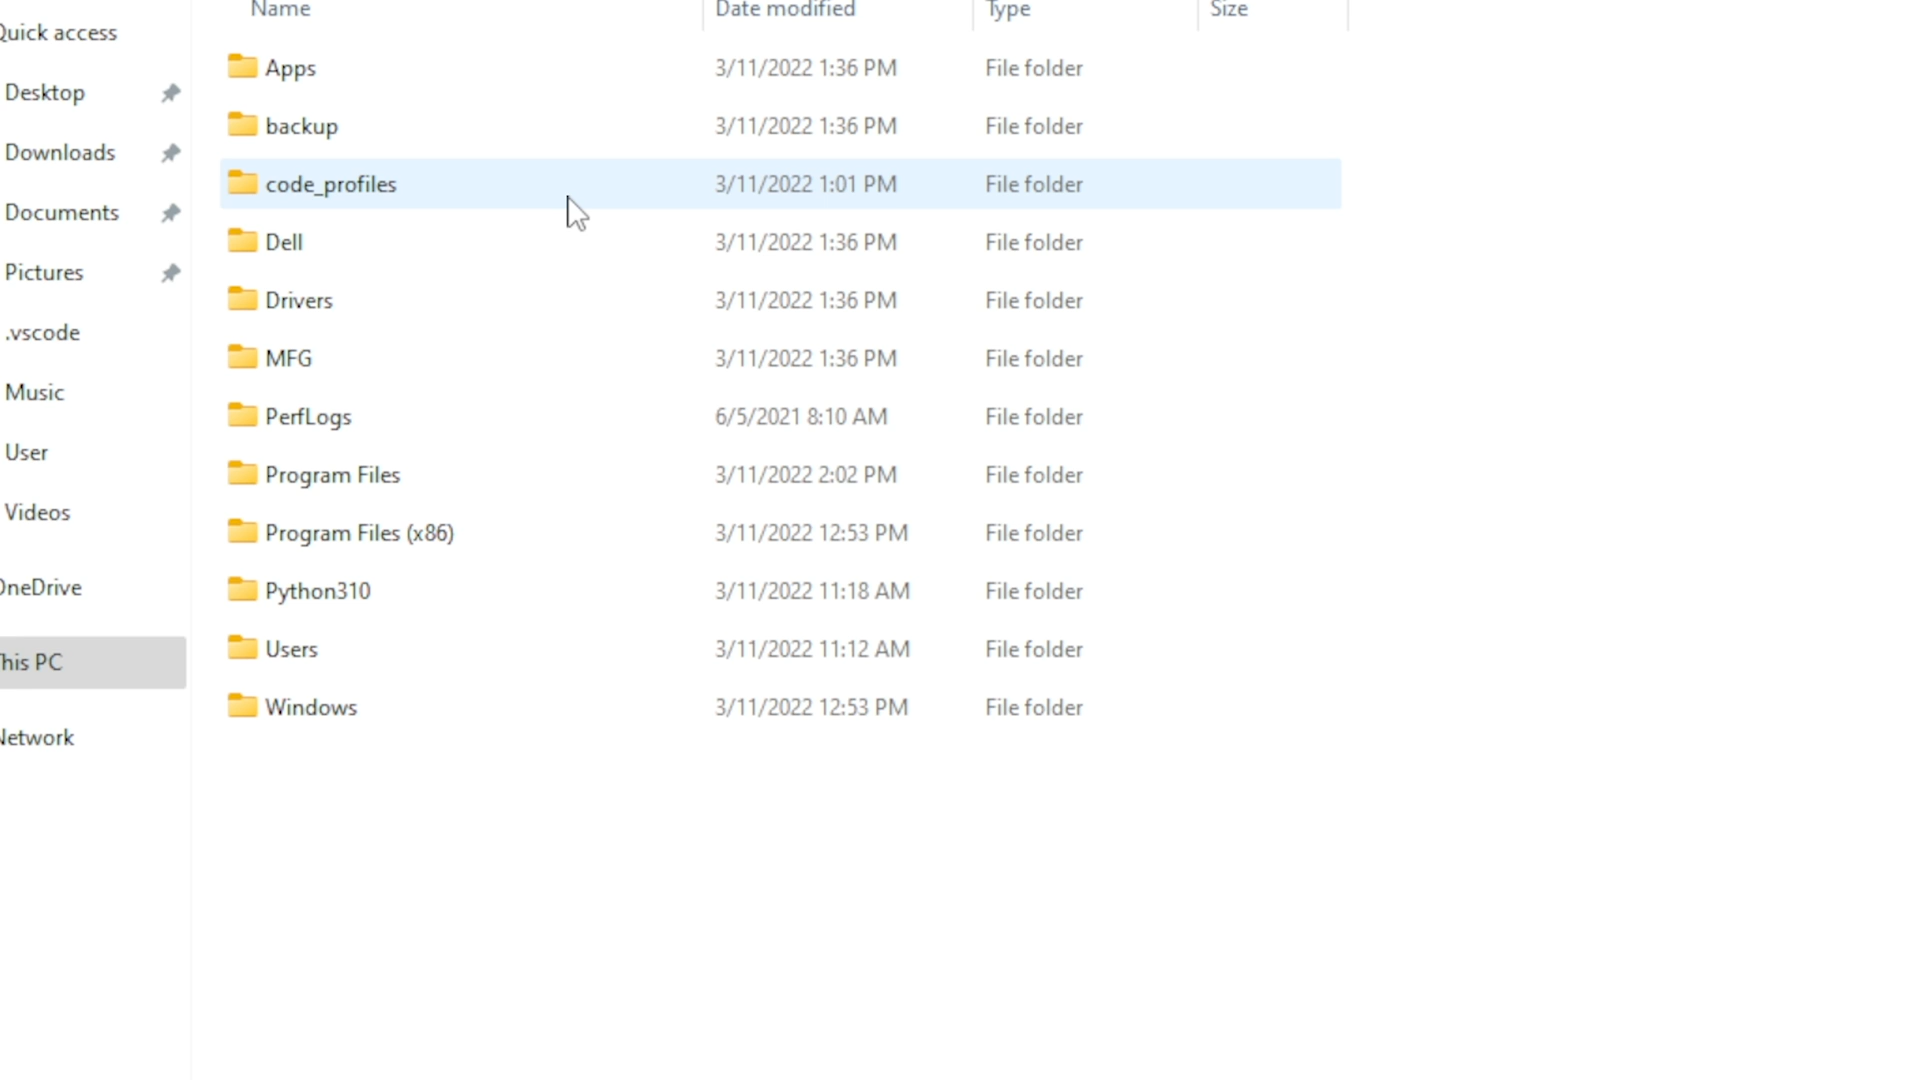 Name Date modified Type Size
Quick access
Desktop
Downloads
Documents
Pictures
.vscode
Music
User
Videos
OneDrive
This PC
Network
Apps 3/11/2022 1:36 PM File folder
backup 3/11/2022 1:36 PM File folder
code_profiles 3/11/2022 1:01 PM File folder
Dell 3/11/2022 1:36 PM File folder
Drivers 3/11/2022 1:36 PM File folder
MFG 3/11/2022 1:36 PM File folder
PerfLogs 6/5/2021 8:10 AM File folder
Program Files 3/11/2022 2:02 PM File folder
Program Files (x86) 3/11/2022 12:53 PM File folder
Python310 3/11/2022 11:18 AM File folder
Users 3/11/2022 11:12 AM File folder
Windows 3/11/2022 12:53 PM File folder